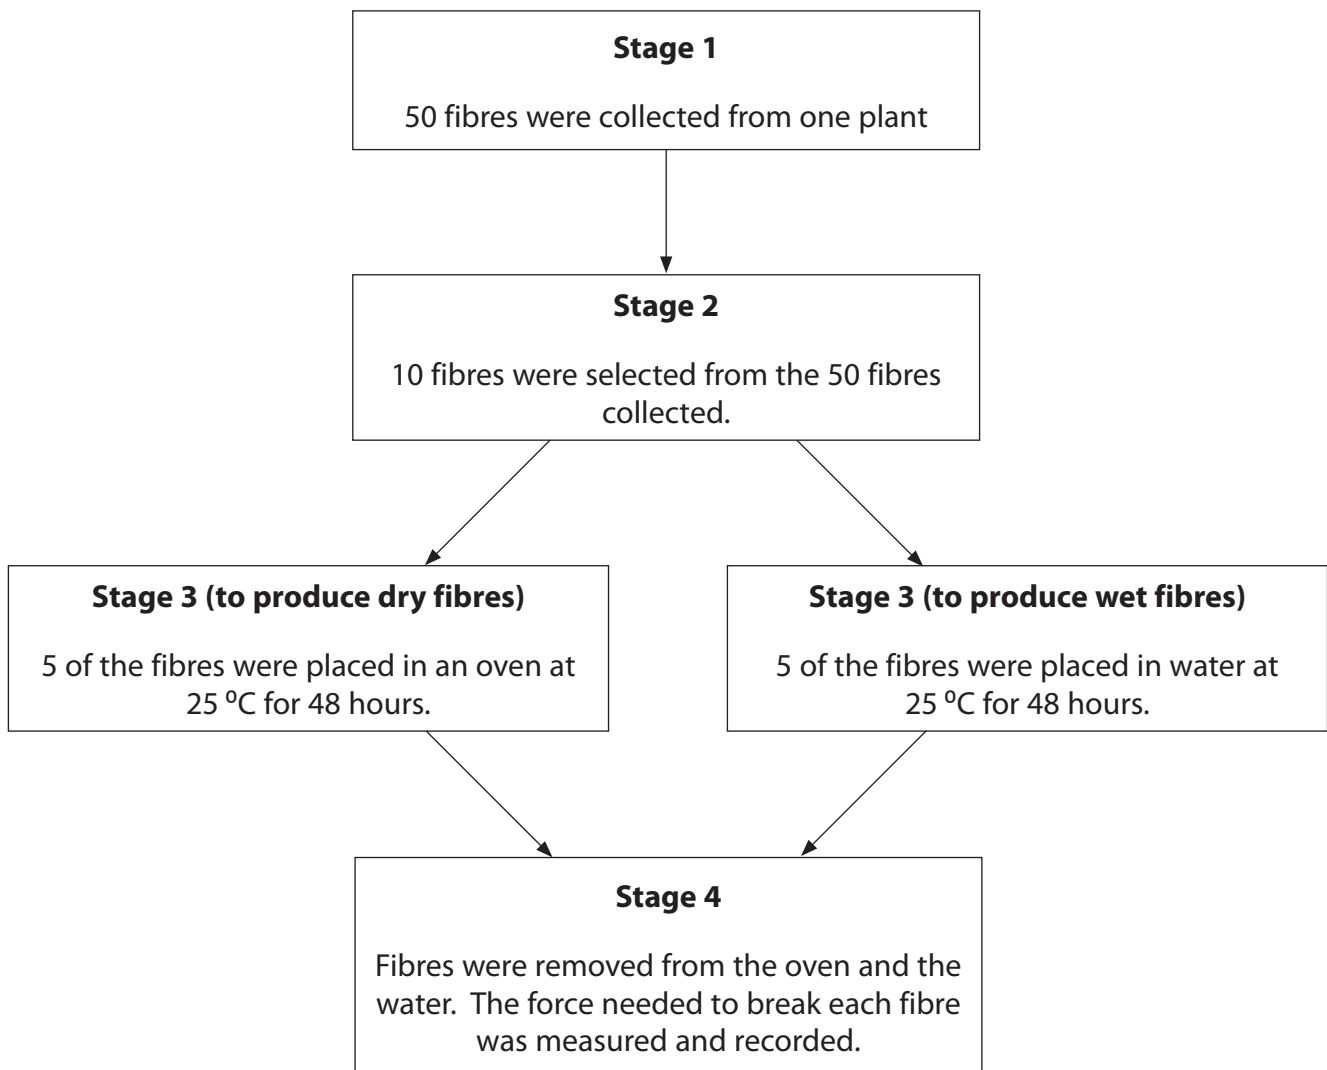 Stage 1
50 fibres were collected from one plant
Stage 2
10 fibres were selected from the 50 fibres
collected.
Stage 3 (to produce dry fibres)
5 of the fibres were placed in an oven at
25 ⁰C for 48 hours.
Stage 3 (to produce wet fibres)
5 of the fibres were placed in water at
25 ⁰C for 48 hours.
Stage 4
Fibres were removed from the oven and the
water. The force needed to break each fibre
was measured and recorded.